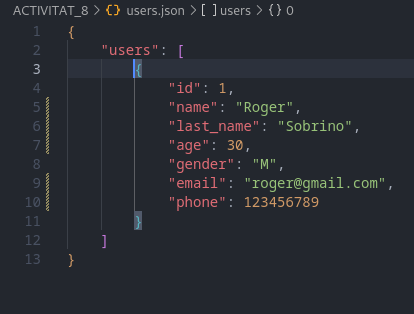 ACTIVITAT_8 > {} users.json > [ ] users > {} 0
1 {
2 "users": [
3 {
4 "id": 1,
5 "name": "Roger",
6 "last_name": "Sobrino",
7 "age": 30,
8 "gender": "M",
9 "email": "roger@gmail.com",
10 "phone": 123456789
11 }
12 ]
13 }